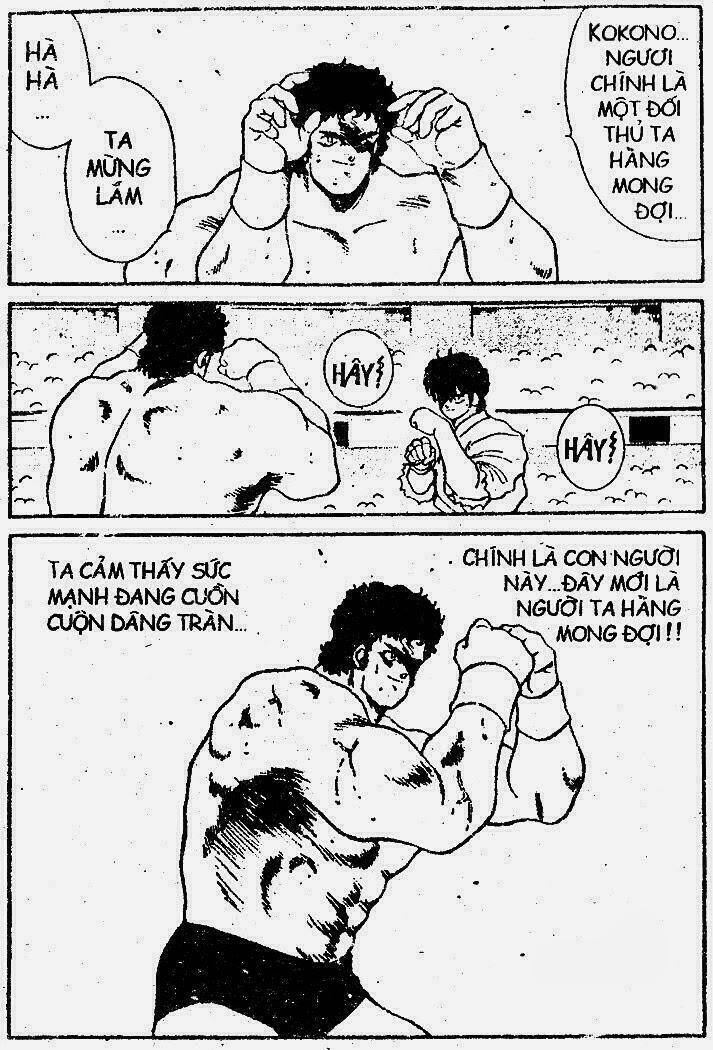 KOKONO...
NGƯƠI
CHÍNH LÀ
MỘT ĐỐI
THỦ TA
HẰNG
MONG
ĐỢI...
HÀ
HÀ
...
TA
MỪNG
LẮM
...
HÂY!
HÂY!
CHÍNH LÀ CON NGƯỜI
NÀY...ĐÂY MỚI LÀ
NGƯỜI TA HẰNG
MONG ĐỢI!!
TA CẢM THẤY SỨC
MẠNH ĐANG CUỒN
CUỘN DÂNG TRÀN...